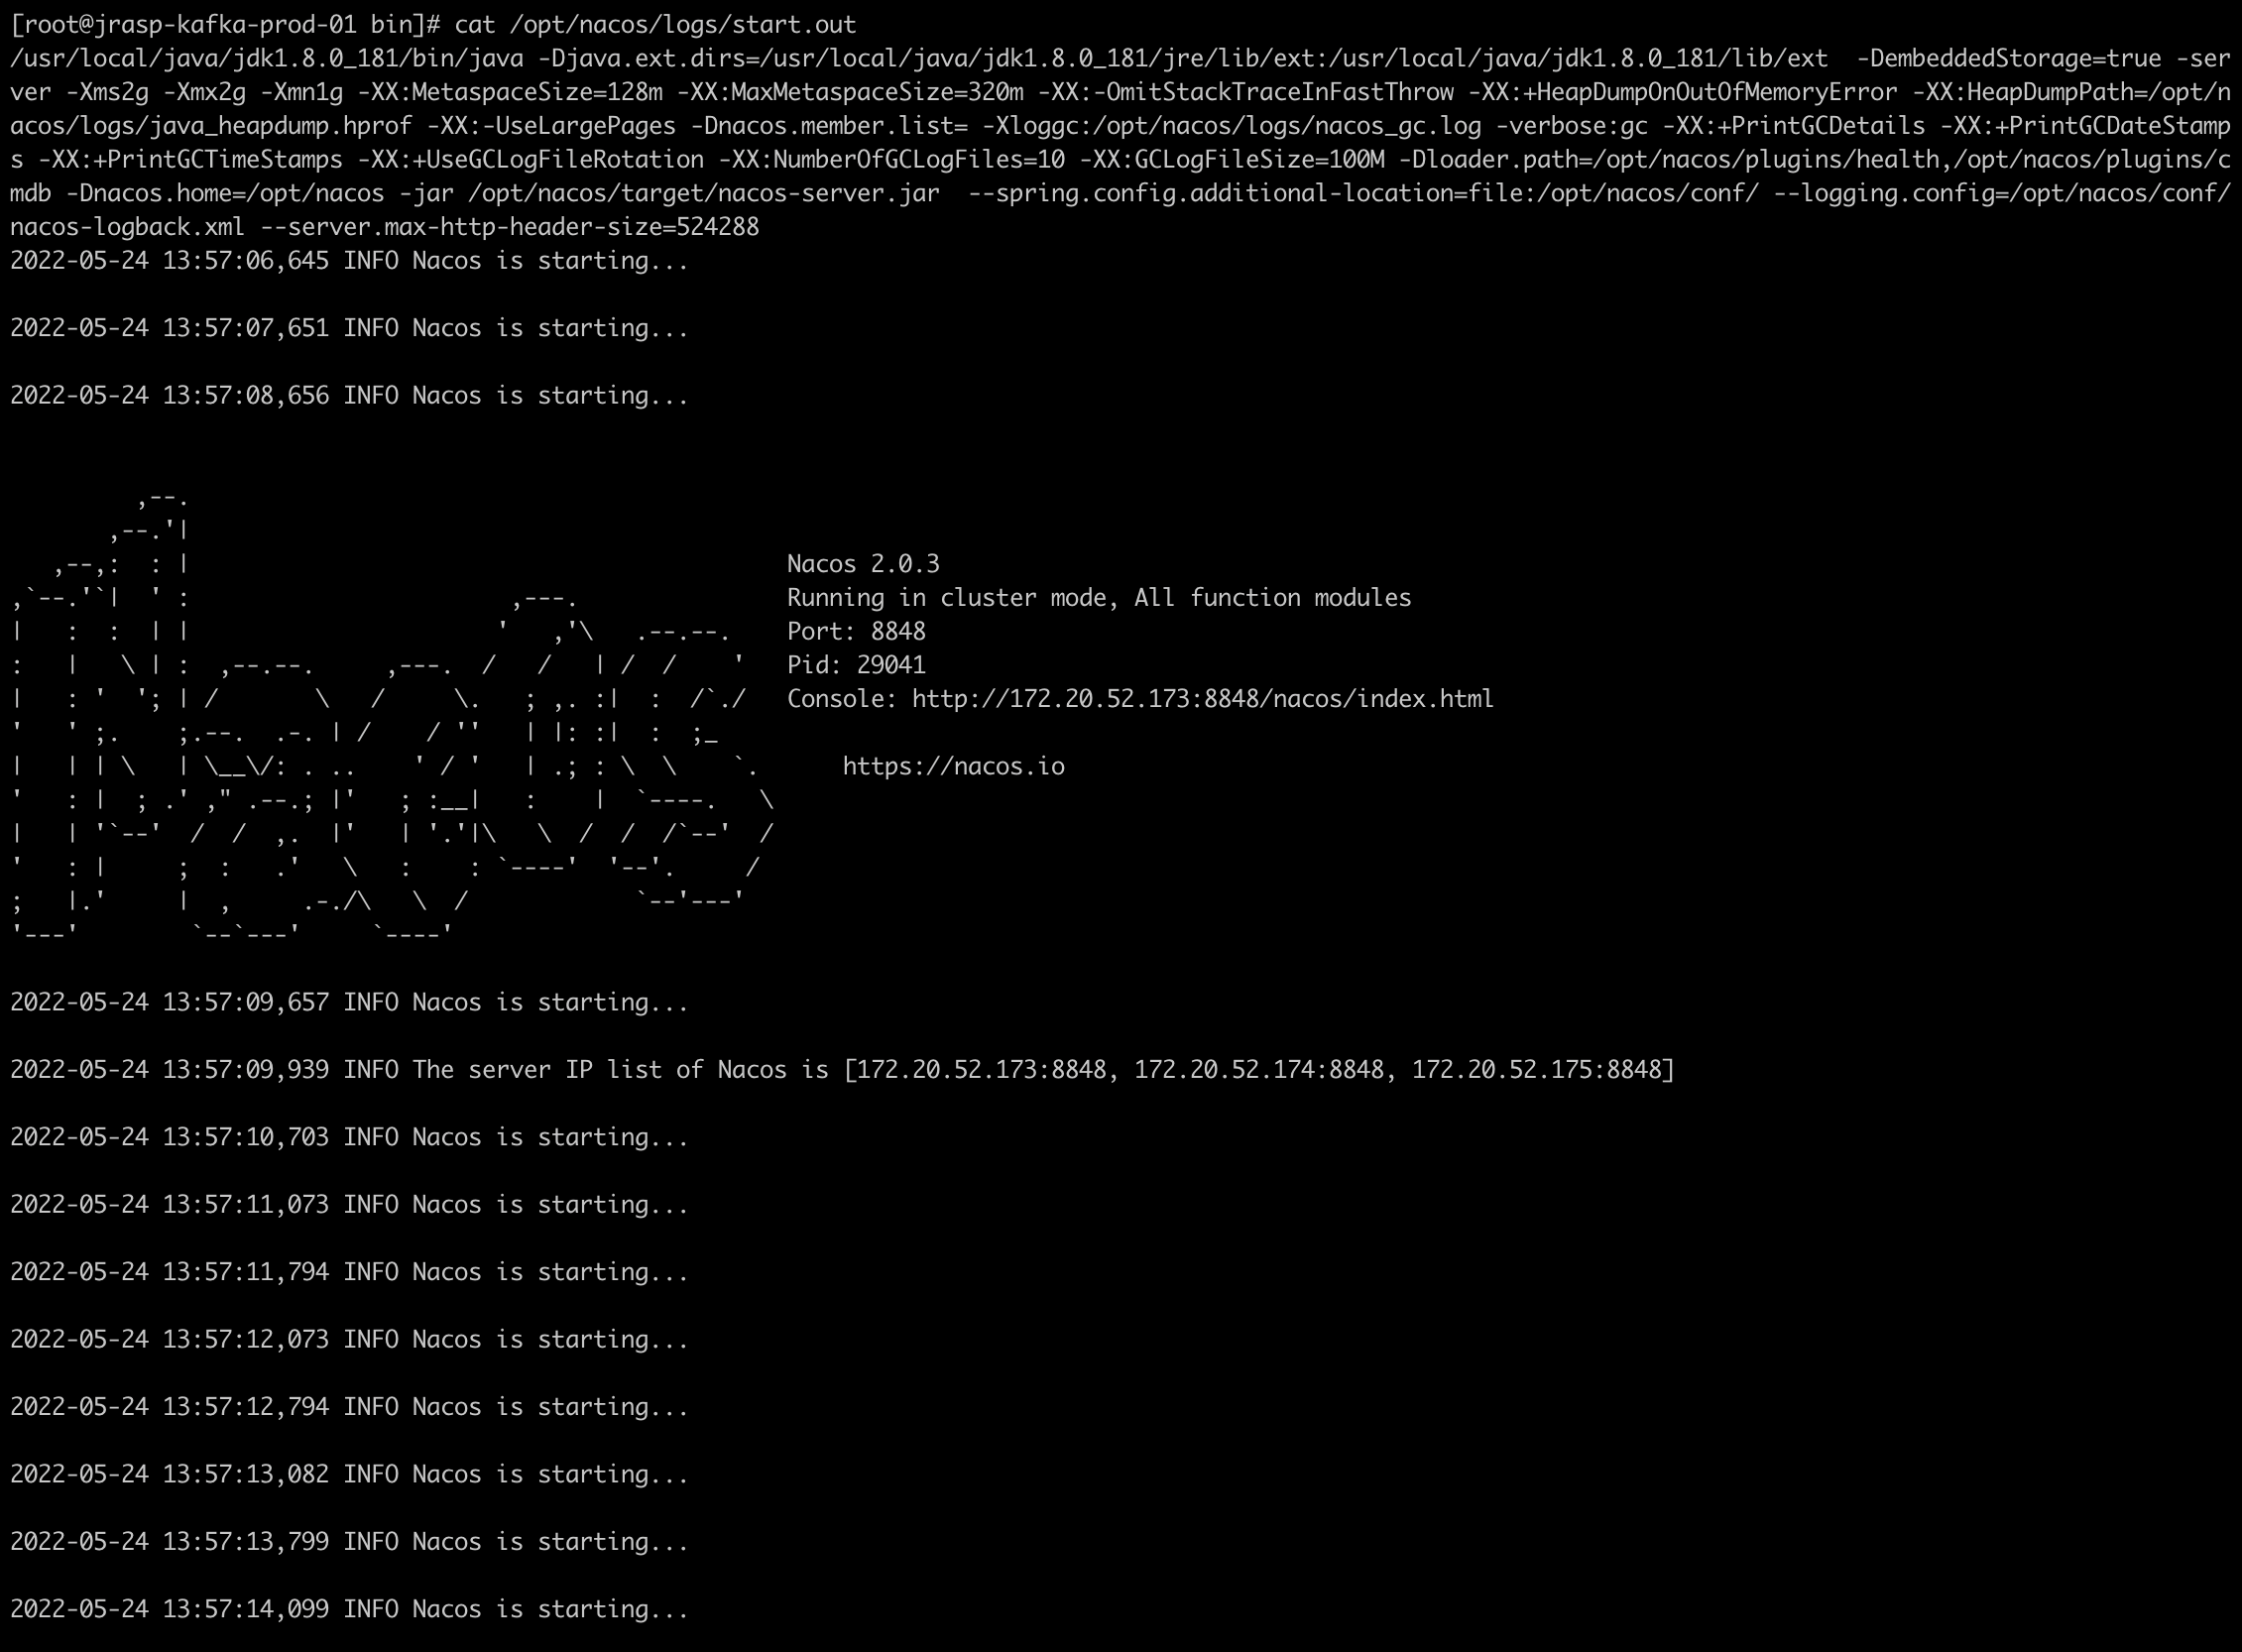 [root@jrasp-kafka-prod-01 bin]# cat /opt/nacos/logs/start.out
/usr/local/java/jdk1.8.0_181/bin/java -Djava.ext.dirs=/usr/local/java/jdk1.8.0_181/jre/lib/ext:/usr/local/java/jdk1.8.0_181/lib/ext  -DembeddedStorage=true -ser
ver -Xms2g -Xmx2g -Xmn1g -XX:MetaspaceSize=128m -XX:MaxMetaspaceSize=320m -XX:-OmitStackTraceInFastThrow -XX:+HeapDumpOnOutOfMemoryError -XX:HeapDumpPath=/opt/n
acos/logs/java_heapdump.hprof -XX:-UseLargePages -Dnacos.member.list= -Xloggc:/opt/nacos/logs/nacos_gc.log -verbose:gc -XX:+PrintGCDetails -XX:+PrintGCDateStamp
s -XX:+PrintGCTimeStamps -XX:+UseGCLogFileRotation -XX:NumberOfGCLogFiles=10 -XX:GCLogFileSize=100M -Dloader.path=/opt/nacos/plugins/health,/opt/nacos/plugins/c
mdb -Dnacos.home=/opt/nacos -jar /opt/nacos/target/nacos-server.jar  --spring.config.additional-location=file:/opt/nacos/conf/ --logging.config=/opt/nacos/conf/
nacos-logback.xml --server.max-http-header-size=524288
2022-05-24 13:57:06,645 INFO Nacos is starting...
2022-05-24 13:57:07,651 INFO Nacos is starting...
2022-05-24 13:57:08,656 INFO Nacos is starting...
Nacos 2.0.3
Running in cluster mode, All function modules
Port: 8848
Pid: 29041
Console: http://172.20.52.173:8848/nacos/index.html
https://nacos.io
2022-05-24 13:57:09,657 INFO Nacos is starting...
2022-05-24 13:57:09,939 INFO The server IP list of Nacos is [172.20.52.173:8848, 172.20.52.174:8848, 172.20.52.175:8848]
2022-05-24 13:57:10,703 INFO Nacos is starting...
2022-05-24 13:57:11,073 INFO Nacos is starting...
2022-05-24 13:57:11,794 INFO Nacos is starting...
2022-05-24 13:57:12,073 INFO Nacos is starting...
2022-05-24 13:57:12,794 INFO Nacos is starting...
2022-05-24 13:57:13,082 INFO Nacos is starting...
2022-05-24 13:57:13,799 INFO Nacos is starting...
2022-05-24 13:57:14,099 INFO Nacos is starting...